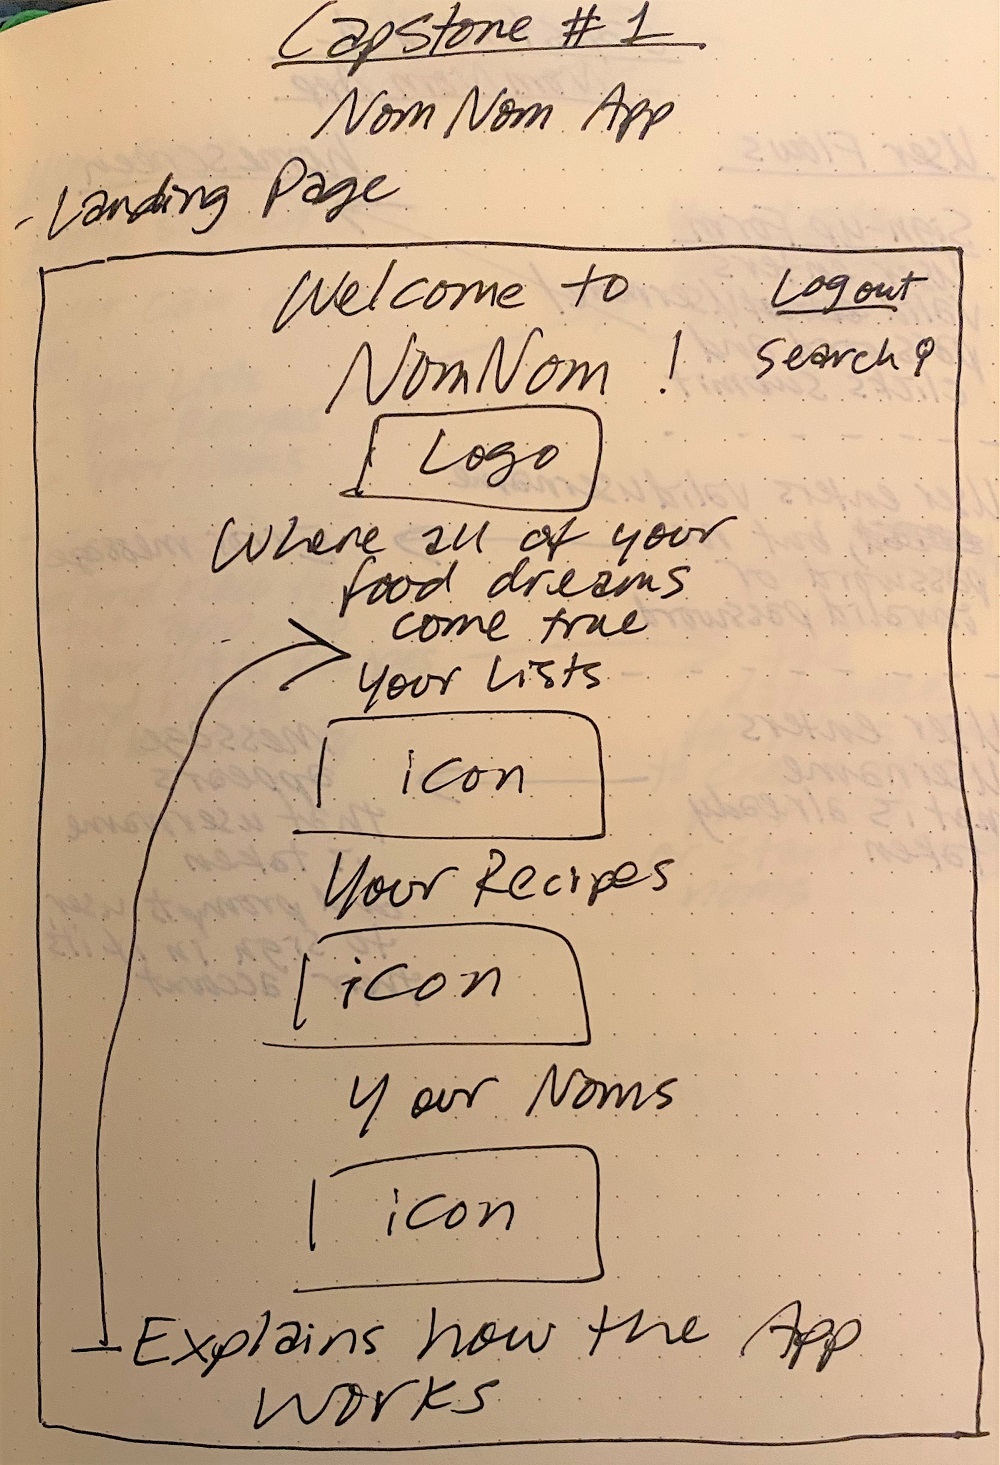 Capstone #1
Nom Nom App
- Landing Page
Welcome to
NomNom!
Logout
Search
Logo
Where all of your
food dreams
come true
Your Lists
icon
Your Recipes
icon
Your Noms
icon
Explains how the App
Works